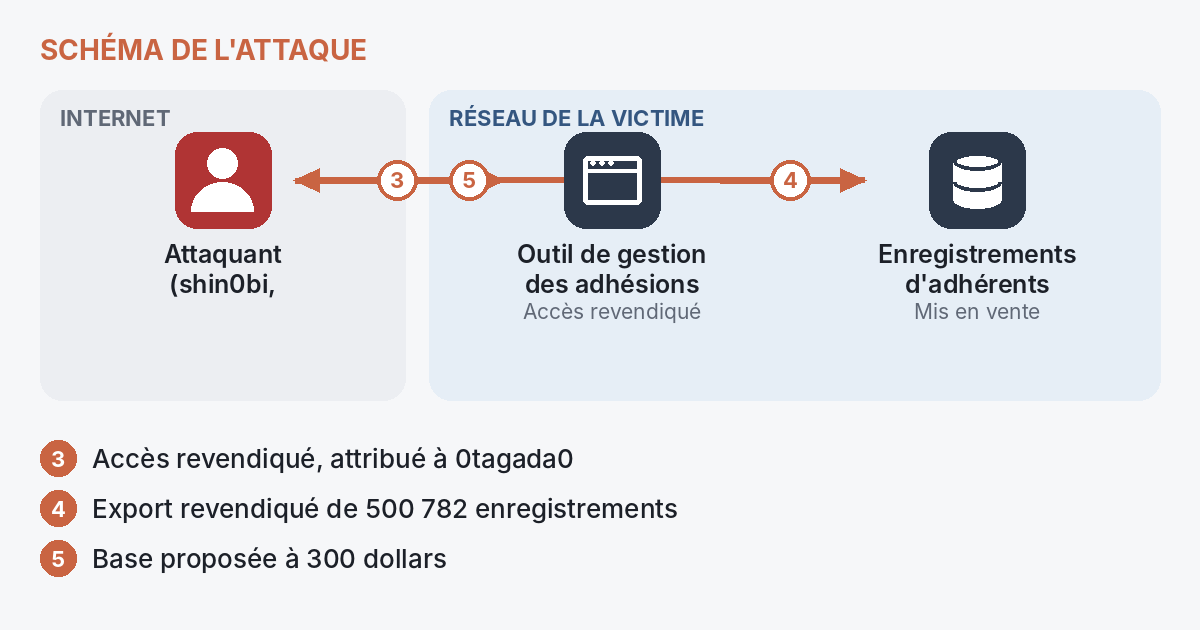 SCHÉMA DE L'ATTAQUE
INTERNET
RÉSEAU DE LA VICTIME
3
5
4
Attaquant
(shin0bi,
Outil de gestion
des adhésions
Accès revendiqué
Enregistrements
d'adhérents
Mis en vente
3 Accès revendiqué, attribué à 0tagada0
4 Export revendiqué de 500 782 enregistrements
5 Base proposée à 300 dollars